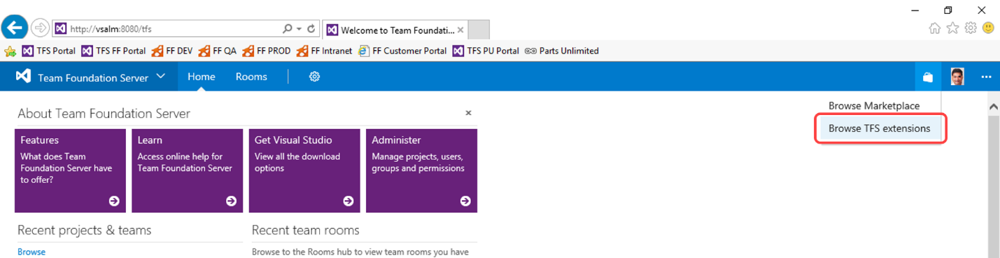 http://vsalm:8080/tfs
Welcome to Team Foundati...
TFS Portal TFS FF Portal FF DEV FF QA FF PROD FF Intranet FF Customer Portal TFS PU Portal Parts Unlimited
Team Foundation Server Home Rooms
Browse Marketplace
Browse TFS extensions
About Team Foundation Server
Features
What does Team
Foundation Server have
to offer?
Learn
Access online help for
Team Foundation Server
Get Visual Studio
View all the download
options
Administer
Manage projects, users,
groups and permissions
Recent projects & teams
Browse
Recent team rooms
Browse to the Rooms hub to view team rooms you have